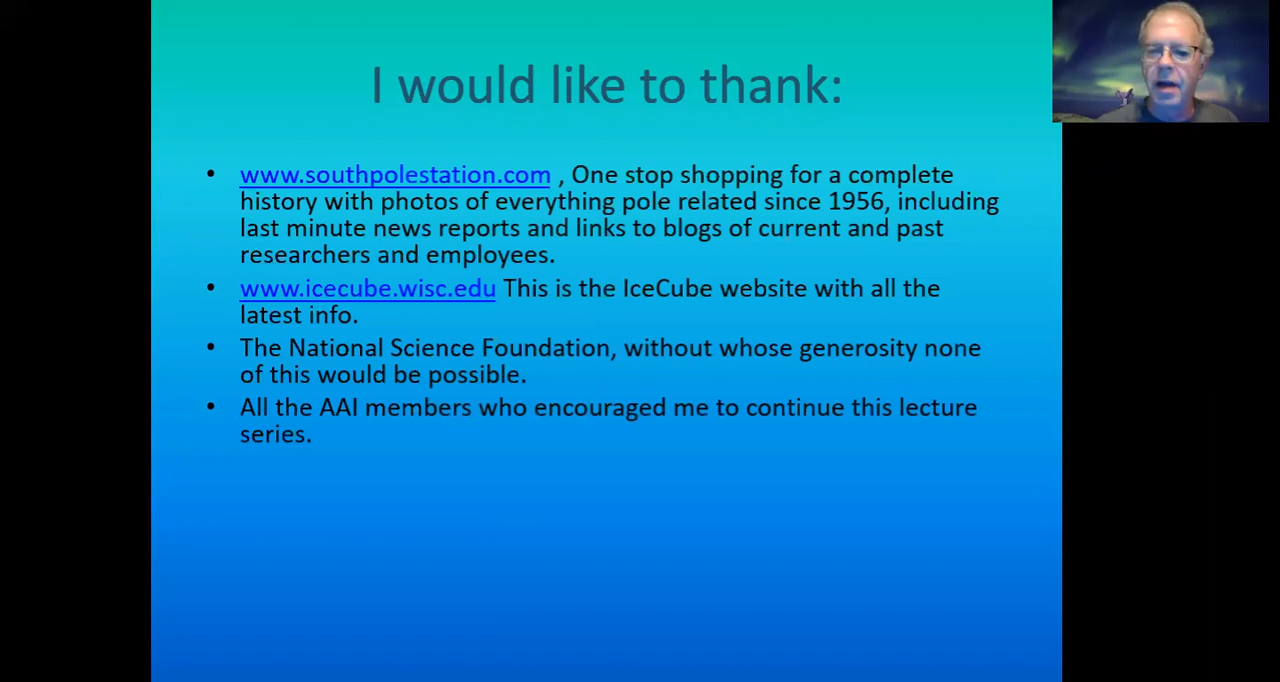 I would like to thank:
• www.southpolestation.com , One stop shopping for a complete
history with photos of everything pole related since 1956, including
last minute news reports and links to blogs of current and past
researchers and employees.
• www.icecube.wisc.edu This is the IceCube website with all the
latest info.
• The National Science Foundation, without whose generosity none
of this would be possible.
• All the AAI members who encouraged me to continue this lecture
series.